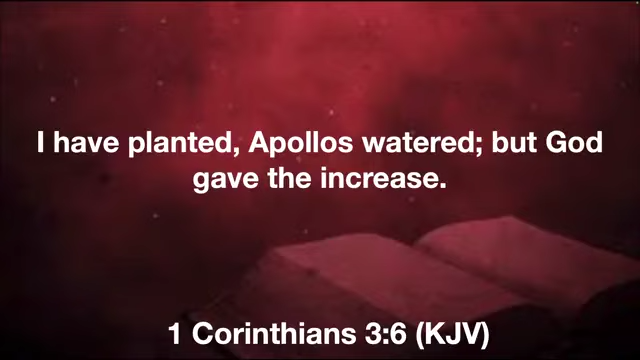 I have planted, Apollos watered; but God
gave the increase.
1 Corinthians 3:6 (KJV)